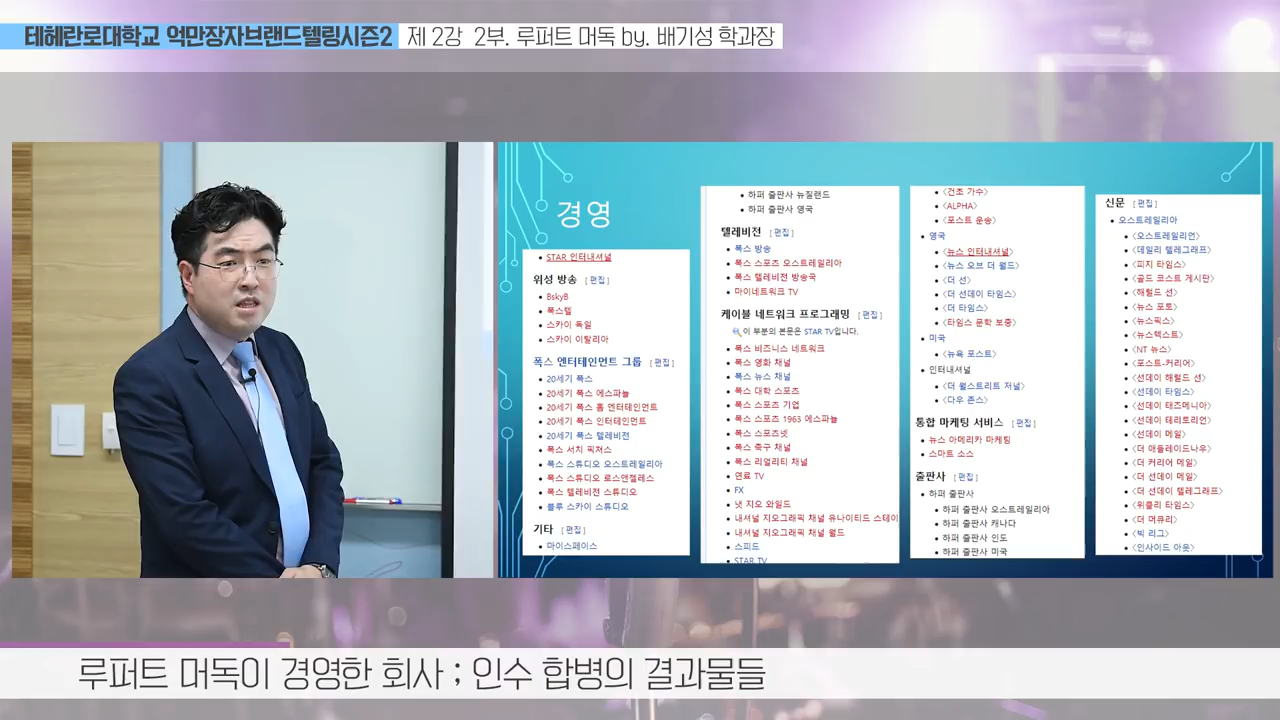 테헤란로대학교 억만장자브랜드텔링시즌2 제 2강 2부. 루퍼트 머독 by. 배기성 학과장
경영
STAR 인터내셔널
위성 방송 [편집]
BskyB
폭스텔
스카이 독일
스카이 이탈리아
폭스 엔터테인먼트 그룹 [편집]
20세기 폭스
20세기 폭스 에스파뇰
20세기 폭스 홈 엔터테인먼트
20세기 폭스 인터테인먼트
20세기 폭스 텔레비전
폭스 서치 픽쳐스
폭스 스튜디오 오스트레일리아
폭스 스튜디오 로스앤젤레스
폭스 텔레비전 스튜디오
블루 스카이 스튜디오
기타 [편집]
마이스페이스
하퍼 출판사 뉴질랜드
하퍼 출판사 영국
텔레비전 [편집]
폭스 방송
폭스 스포츠 오스트레일리아
폭스 텔레비전 방송국
마이네트워크 TV
케이블 네트워크 프로그래밍 [편집]
이 부분의 본문은 STAR TV입니다.
폭스 비즈니스 네트워크
폭스 영화 채널
폭스 뉴스 채널
폭스 대학 스포츠
폭스 스포츠 기업
폭스 스포츠 1963 에스파뇰
폭스 스포츠넷
폭스 축구 채널
폭스 리얼리티 채널
연료 TV
FX
냇 지오 와일드
내셔널 지오그래픽 채널 유나이티드 스테이
내셔널 지오그래픽 채널 월드
스피드
STAR TV
〈건초 가수〉
〈ALPHA〉
〈포스트 운송〉
영국
〈뉴스 인터내셔널〉
〈뉴스 오브 더 월드〉
〈더 선〉
〈더 선데이 타임스〉
〈더 타임스〉
〈타임스 문학 보충〉
미국
〈뉴욕 포스트〉
인터내셔널
〈더 월스트리트 저널〉
〈다우 존스〉
통합 마케팅 서비스 [편집]
뉴스 아메리카 마케팅
스마트 소스
출판사 [편집]
하퍼 출판사
하퍼 출판사 오스트레일리아
하퍼 출판사 캐나다
하퍼 출판사 인도
하퍼 출판사 미국
신문 [편집]
오스트레일리아
〈오스트레일리언〉
〈데일리 텔레그래프〉
〈피지 타임스〉
〈골드 코스트 게시판〉
〈해럴드 선〉
〈뉴스 포토〉
〈뉴스픽스〉
〈뉴스텍스트〉
〈NT 뉴스〉
〈포스트-커리어〉
〈선데이 해럴드 선〉
〈선데이 타임스〉
〈선데이 태즈메니아〉
〈선데이 테리토리언〉
〈선데이 메일〉
〈더 애들레이드나우〉
〈더 커리어 메일〉
〈더 선데이 메일〉
〈더 선데이 텔레그래프〉
〈위클리 타임스〉
〈더 머큐리〉
〈빅 리그〉
〈인사이드 아웃〉
루퍼트 머독이 경영한 회사 ; 인수 합병의 결과물들